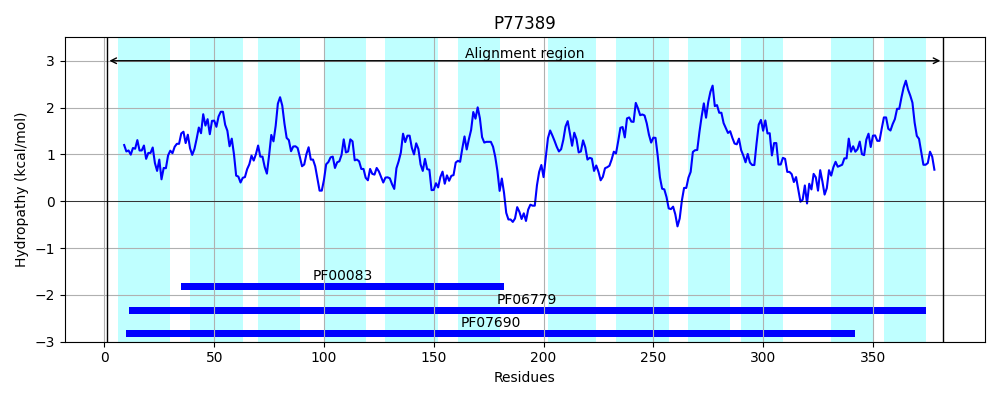 P77389
Alignment region
Hydropathy (kcal/mol)
3
2
1
0
−1
−2
−3
PF00083
PF06779
PF07690
0 50 100 150 200 250 300 350
Residues